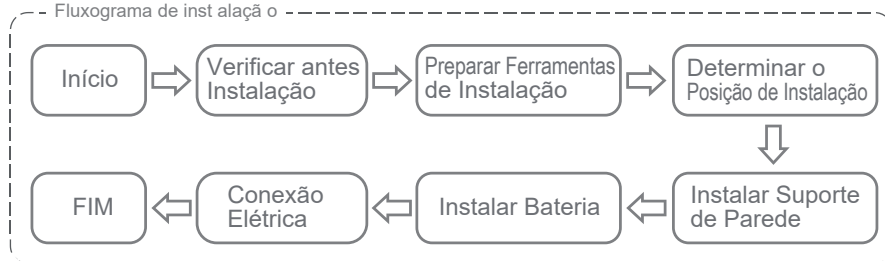 Fluxograma de inst alaçã o
Início
Verificar antes
Instalação
Preparar Ferramentas
de Instalação
Determinar o
Posição de Instalação
Instalar Suporte
de Parede
Instalar Bateria
Conexão
Elétrica
FIM